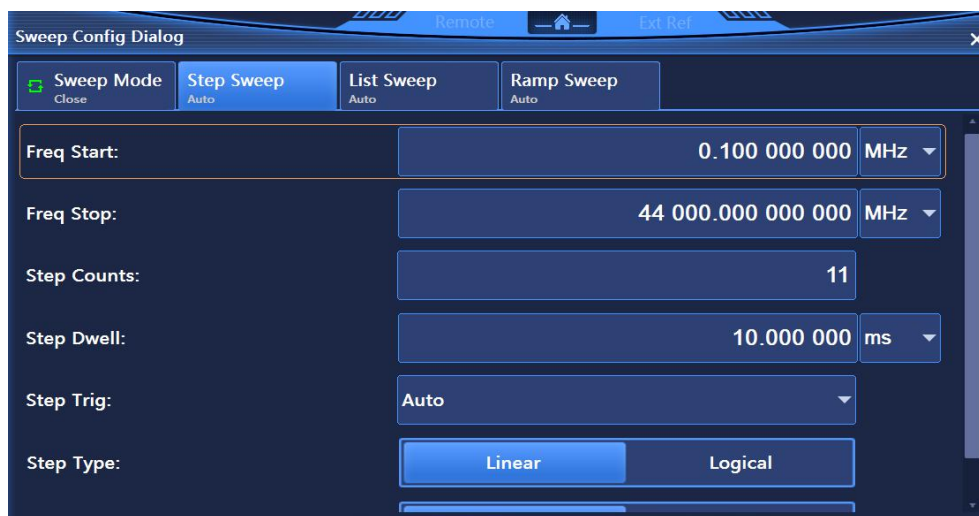 Remote
Ext Ref
Sweep Config Dialog
Sweep Mode
Close
Step Sweep
Auto
List Sweep
Auto
Ramp Sweep
Auto
Freq Start: 0.100 000 000 MHz
Freq Stop: 44 000.000 000 000 MHz
Step Counts: 11
Step Dwell: 10.000 000 ms
Step Trig: Auto
Step Type: Linear Logical